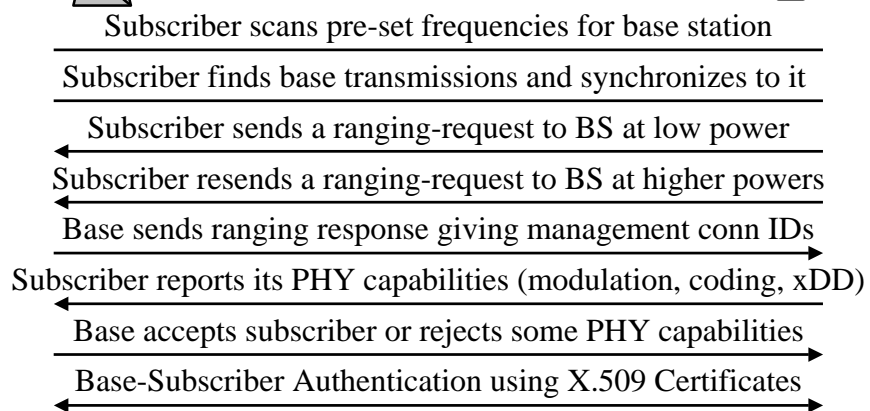 Subscriber scans pre-set frequencies for base station
Subscriber finds base transmissions and synchronizes to it
Subscriber sends a ranging-request to BS at low power
Subscriber resends a ranging-request to BS at higher powers
Base sends ranging response giving management conn IDs
Subscriber reports its PHY capabilities (modulation, coding, xDD)
Base accepts subscriber or rejects some PHY capabilities
Base-Subscriber Authentication using X.509 Certificates